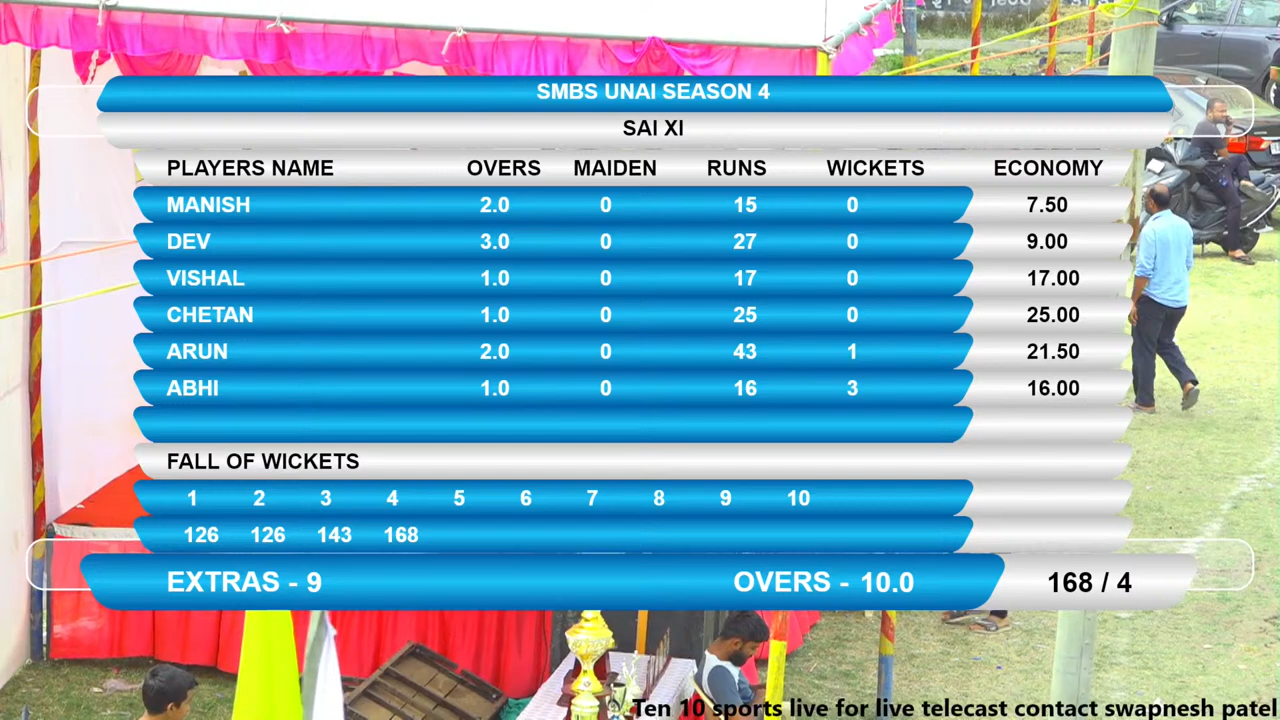 SMBS UNAI SEASON 4
SAI XI
PLAYERS NAME OVERS MAIDEN RUNS WICKETS ECONOMY
MANISH 2.0 0 15 0 7.50
DEV 3.0 0 27 0 9.00
VISHAL 1.0 0 17 0 17.00
CHETAN 1.0 0 25 0 25.00
ARUN 2.0 0 43 1 21.50
ABHI 1.0 0 16 3 16.00
FALL OF WICKETS
1 2 3 4 5 6 7 8 9 10
126 126 143 168
EXTRAS - 9 OVERS - 10.0 168 / 4
Ten 10 sports live for live telecast contact swapnesh patel